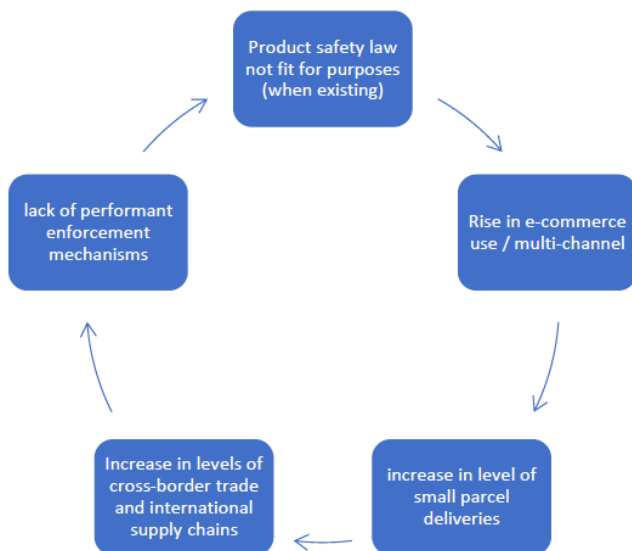 Product safety law
not fit for purposes
(when existing)
Rise in e-commerce
use / multi-channel
increase in level of
small parcel
deliveries
Increase in levels of
cross-border trade
and international
supply chains
lack of performant
enforcement
mechanisms